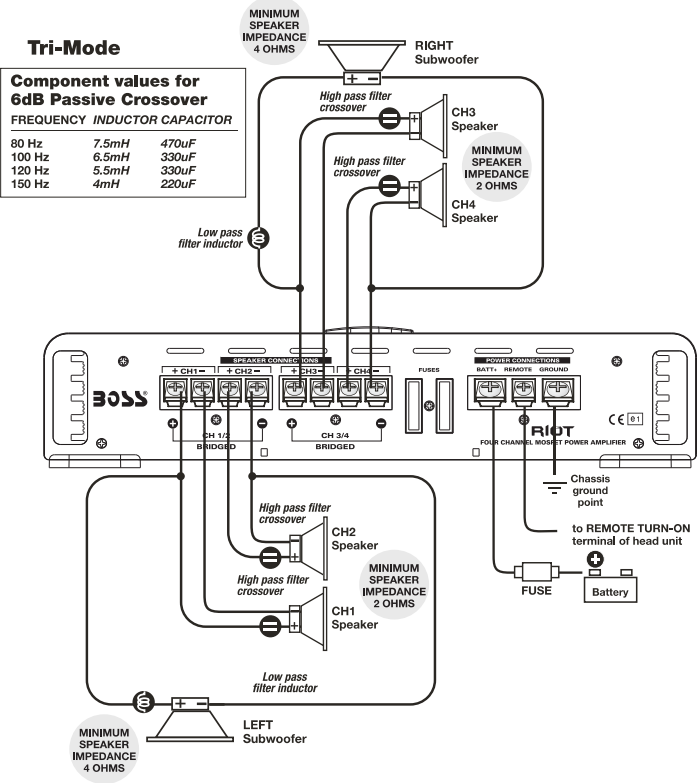 Tri-Mode
Component values for
6dB Passive Crossover
FREQUENCY INDUCTOR CAPACITOR
80 Hz 7.5mH 470uF
100 Hz 6.5mH 330uF
120 Hz 5.5mH 330uF
150 Hz 4mH 220uF
MINIMUM
SPEAKER
IMPEDANCE
4 OHMS
RIGHT
Subwoofer
+ −
High pass filter
crossover
+
−
CH3
Speaker
MINIMUM
SPEAKER
IMPEDANCE
2 OHMS
High pass filter
crossover
+
−
CH4
Speaker
Low pass
filter inductor
SPEAKER CONNECTIONS
+ CH1 − + CH2 − + CH3 − + CH4 −
FUSES
POWER CONNECTIONS
BATT+ REMOTE GROUND
BOSS®
+ CH 1/2 −
BRIDGED
+ CH 3/4 −
BRIDGED
CE e1
RIOT
FOUR CHANNEL MOSFET POWER AMPLIFIER
Chassis
ground
point
to REMOTE TURN-ON
terminal of head unit
+
FUSE
Battery
High pass filter
crossover
−
+
CH2
Speaker
High pass filter
crossover
−
+
CH1
Speaker
MINIMUM
SPEAKER
IMPEDANCE
2 OHMS
Low pass
filter inductor
+ −
LEFT
Subwoofer
MINIMUM
SPEAKER
IMPEDANCE
4 OHMS